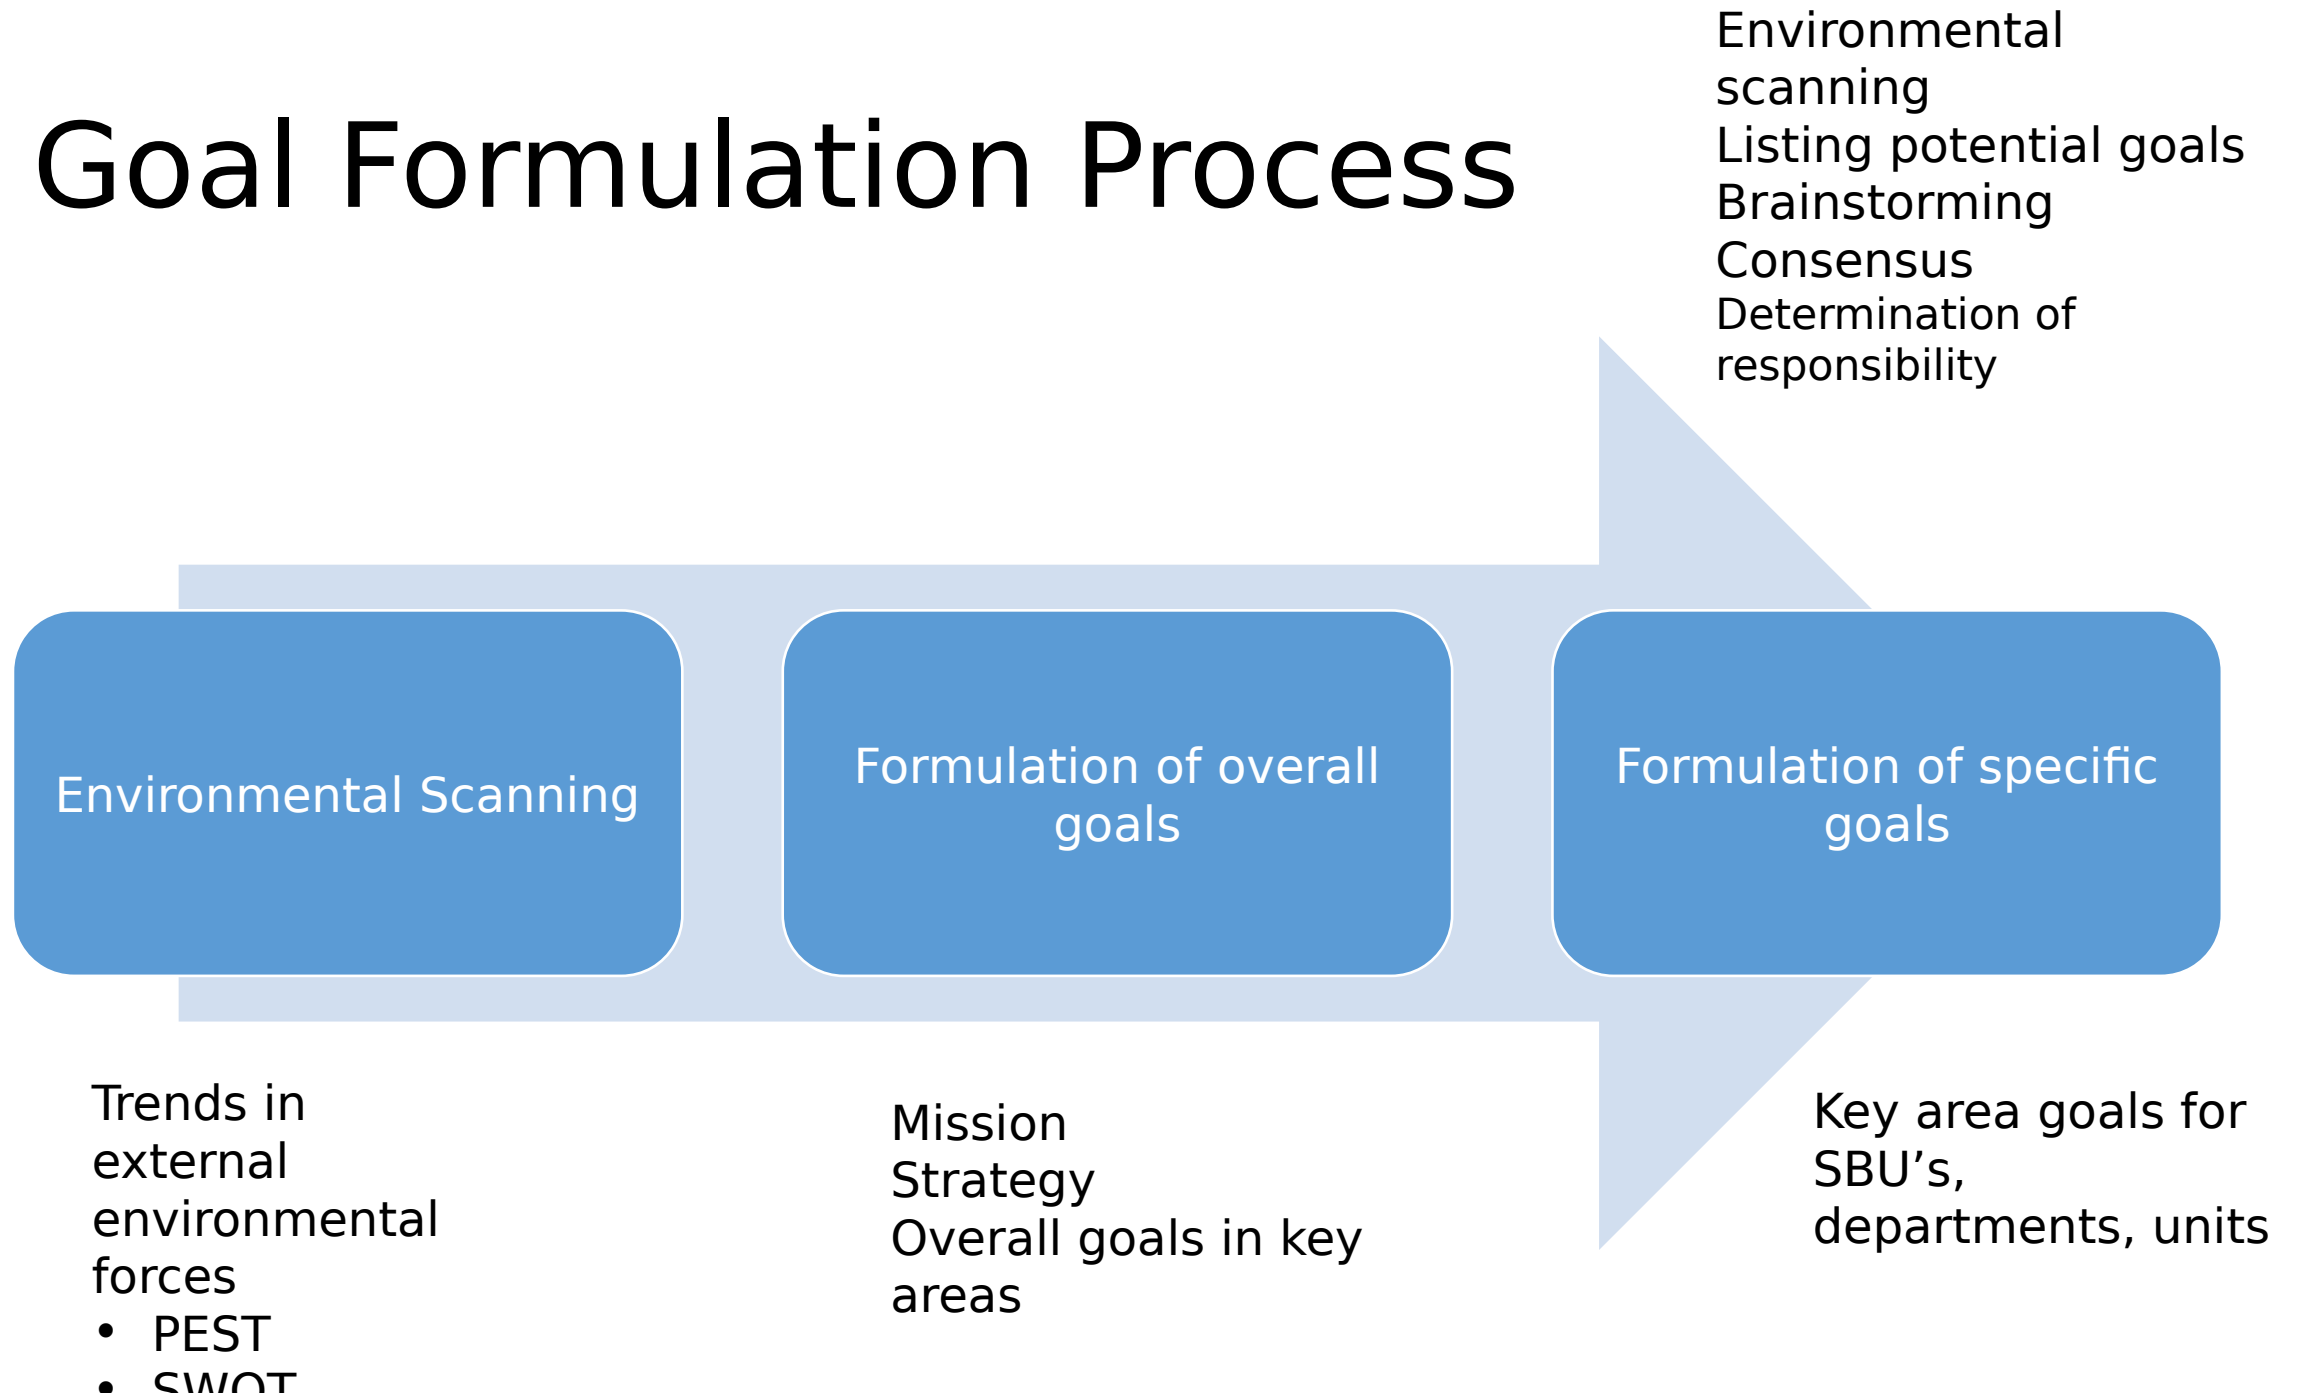 Goal Formulation Process
Environmental
scanning
Listing potential goals
Brainstorming
Consensus
Determination of
responsibility
Environmental Scanning
Formulation of overall
goals
Formulation of specific
goals
Trends in
external
environmental
forces
• PEST
• SWOT
Mission
Strategy
Overall goals in key
areas
Key area goals for
SBU’s,
departments, units